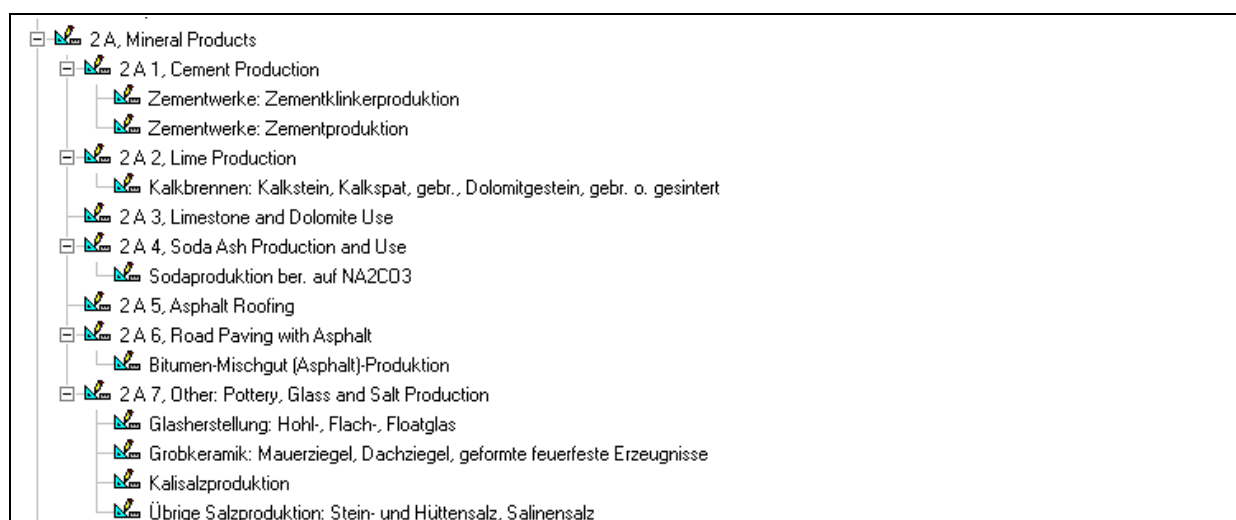 2 A, Mineral Products
2 A 1, Cement Production
Zementwerke: Zementklinkerproduktion
Zementwerke: Zementproduktion
2 A 2, Lime Production
Kalkbrennen: Kalkstein, Kalkspat, gebr., Dolomitgestein, gebr. o. gesintert
2 A 3, Limestone and Dolomite Use
2 A 4, Soda Ash Production and Use
Sodaproduktion ber. auf NA2CO3
2 A 5, Asphalt Roofing
2 A 6, Road Paving with Asphalt
Bitumen-Mischgut (Asphalt)-Produktion
2 A 7, Other: Pottery, Glass and Salt Production
Glasherstellung: Hohl-, Flach-, Floatglas
Grobkeramik: Mauerziegel, Dachziegel, geformte feuerfeste Erzeugnisse
Kalisalzproduktion
Übrige Salzproduktion: Stein- und Hüttensalz, Salinensalz